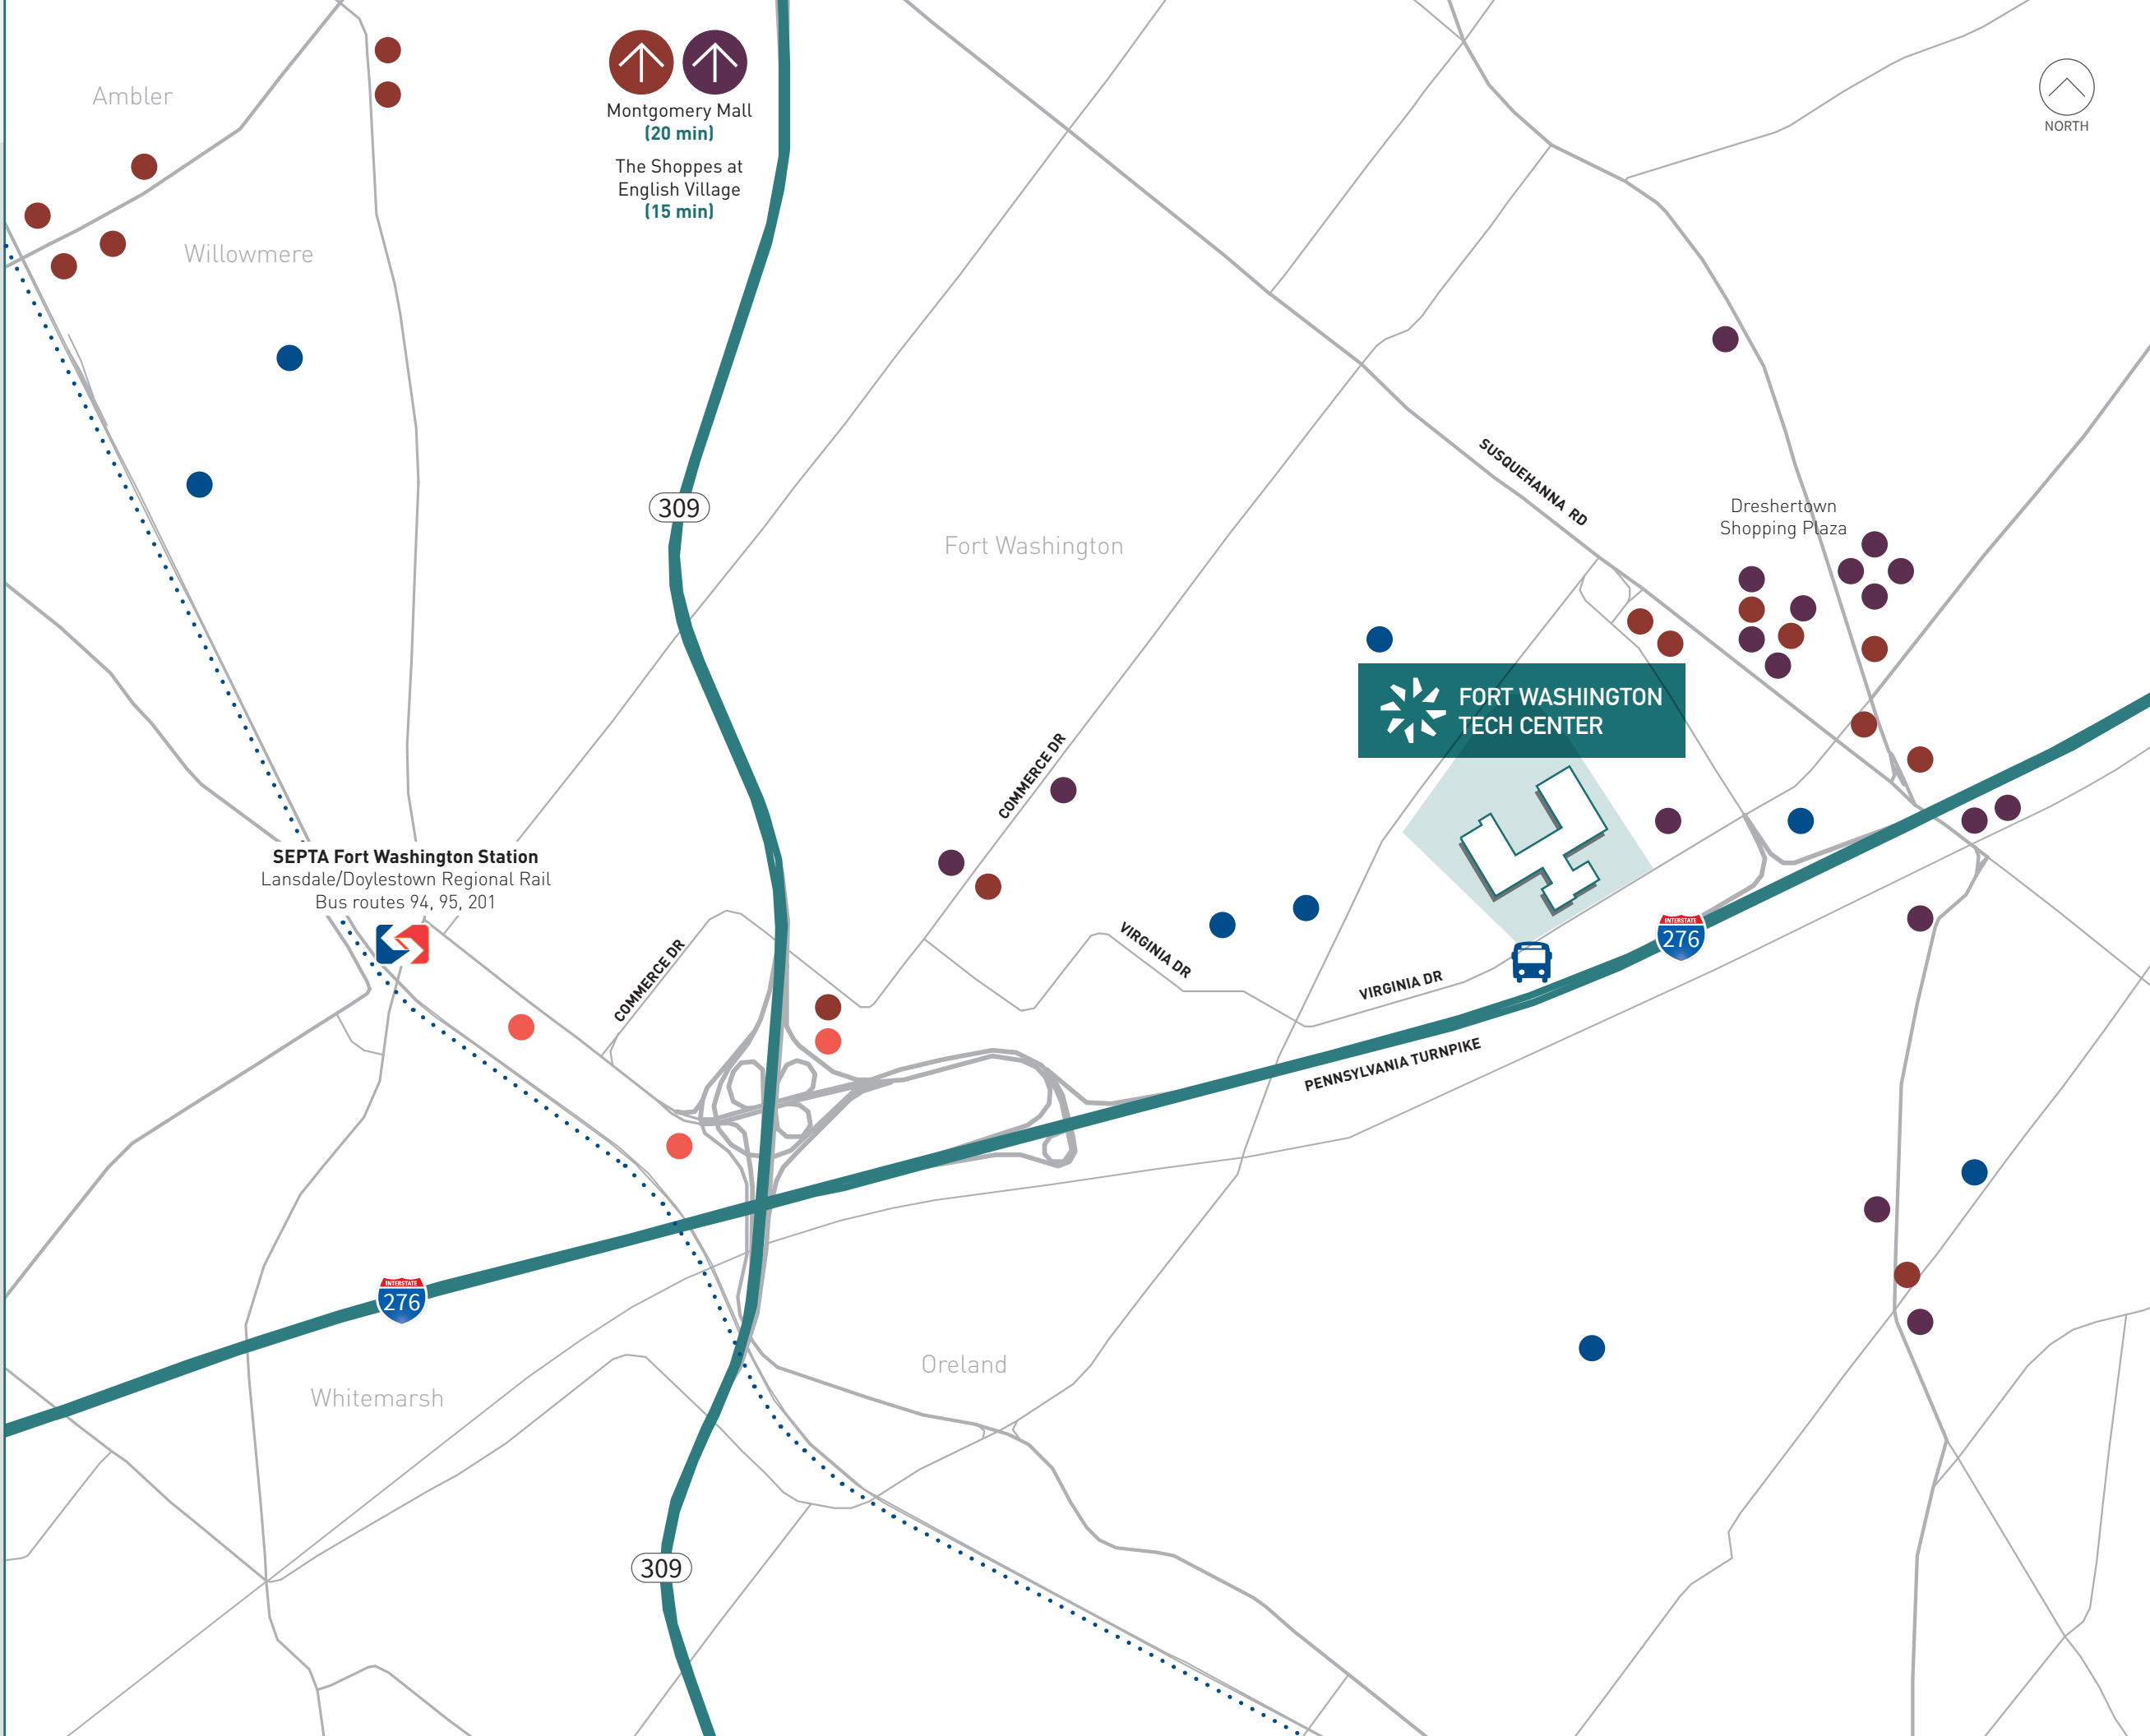 Ambler
Montgomery Mall
(20 min)
The Shoppes at
English Village
(15 min)
NORTH
Willowmere
309
SUSQUEHANNA RD
Dreshertown
Shopping Plaza
Fort Washington
FORT WASHINGTON
TECH CENTER
COMMERCE DR
SEPTA Fort Washington Station
Lansdale/Doylestown Regional Rail
Bus routes 94, 95, 201
INTERSTATE
276
VIRGINIA DR
COMMERCE DR
VIRGINIA DR
PENNSYLVANIA TURNPIKE
INTERSTATE
276
Oreland
Whitemarsh
309